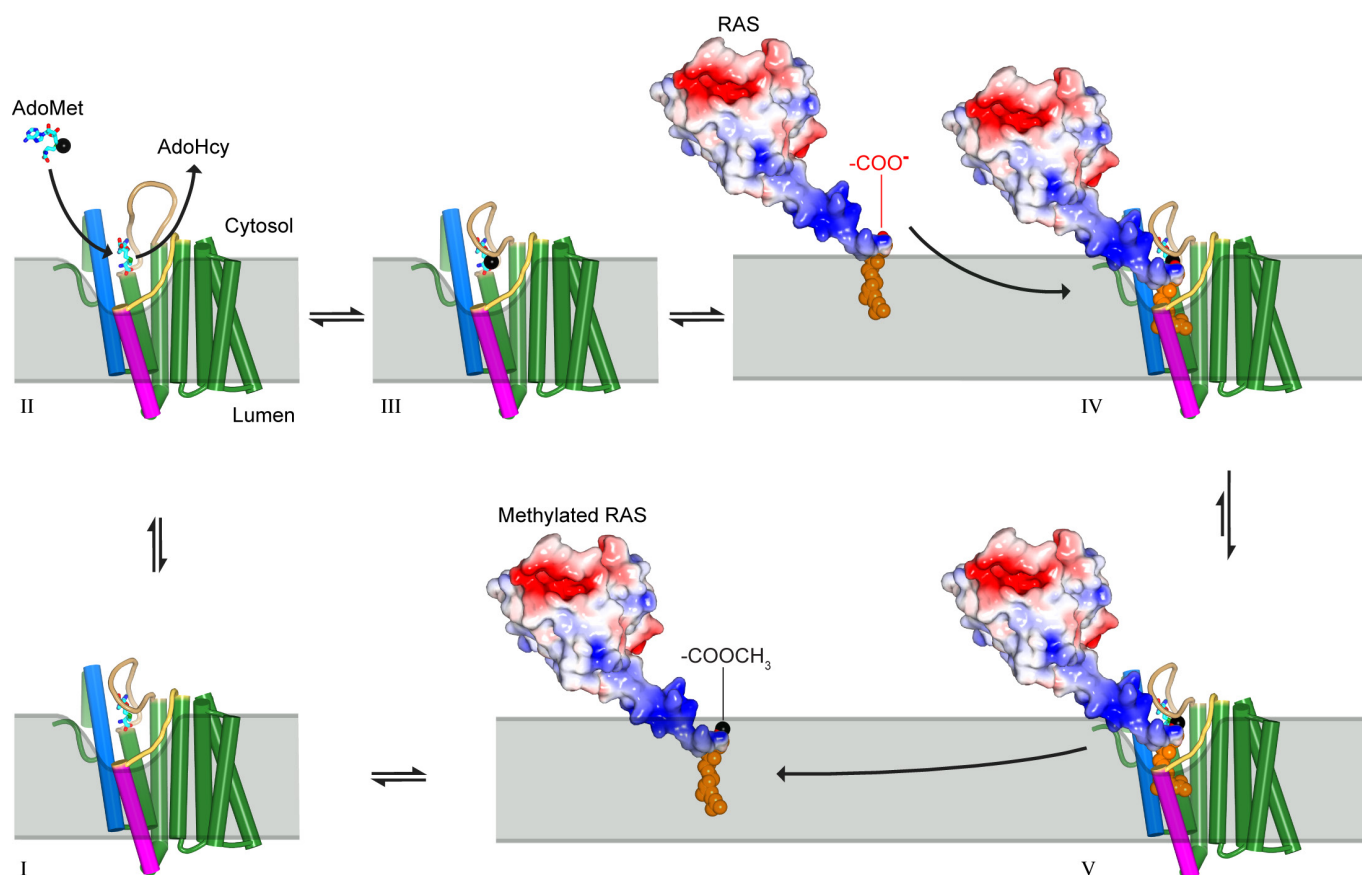 RAS
AdoMet
AdoHcy
Cytosol
-COO-
Lumen
II
III
IV
Methylated RAS
-COOCH₃
I
V